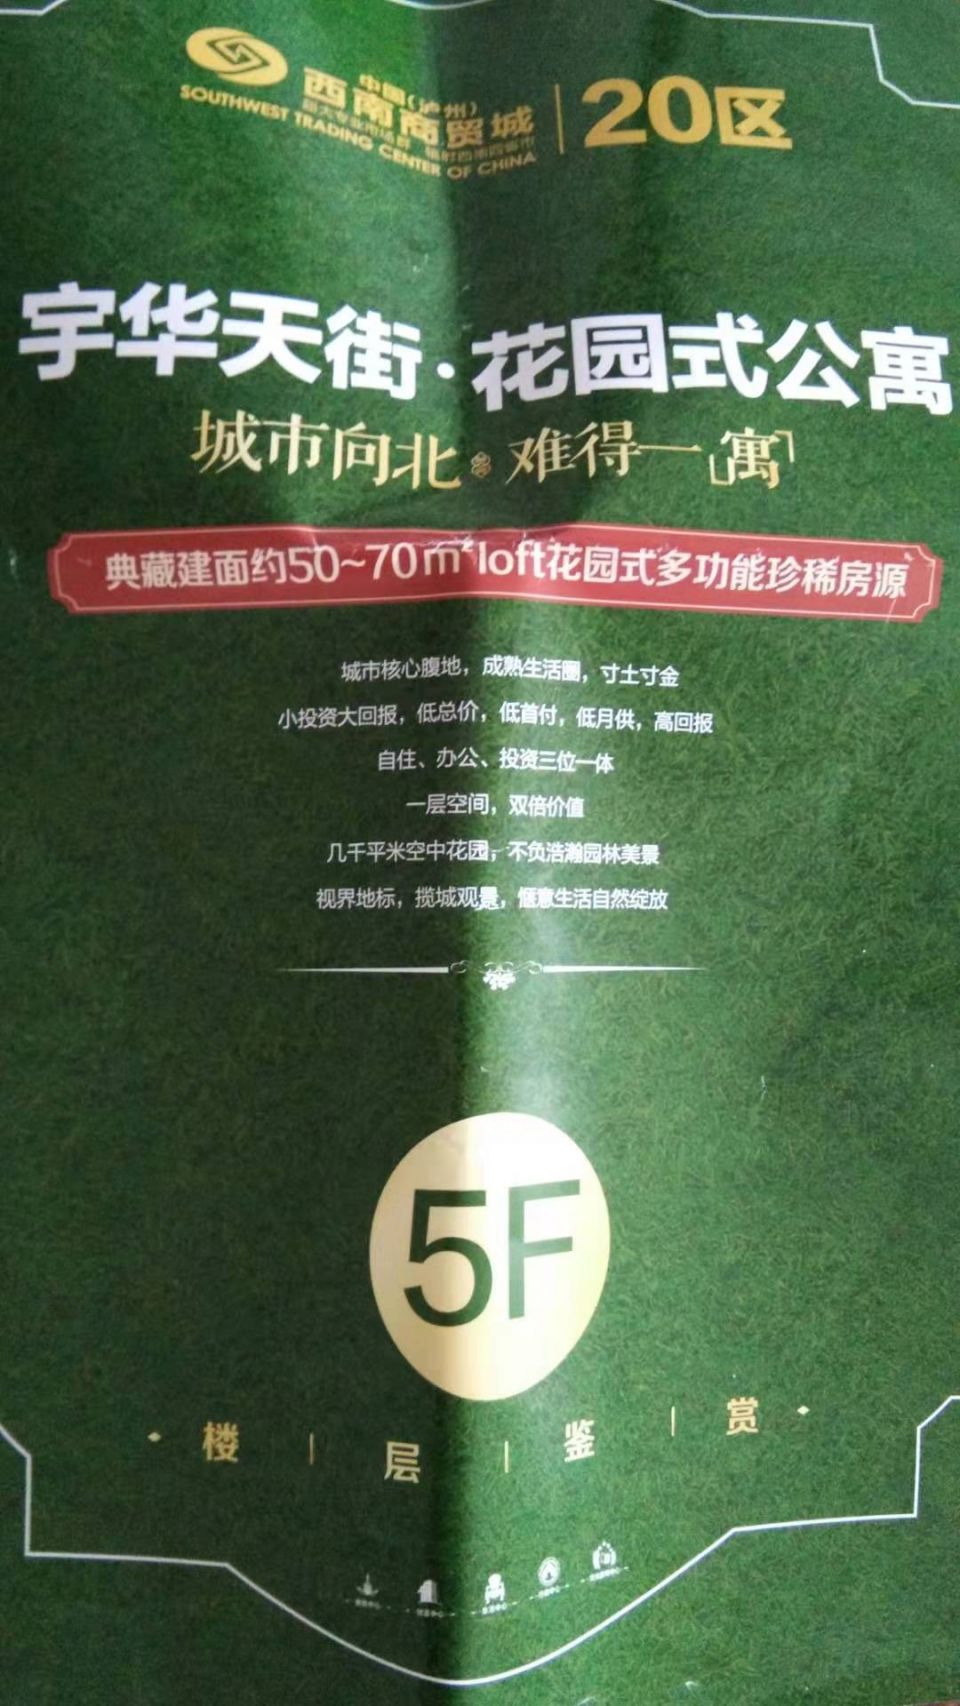 中国(泸州)
西南商贸城
SOUTHWEST TRADING CENTER OF CHINA
20区
宇华天街·花园式公寓
城市向北 难得一「寓」
典藏建面约50~70m²loft花园式多功能珍稀房源
城市核心腹地，成熟生活圈，寸土寸金
小投资大回报，低总价，低首付，低月供，高回报
自住、办公、投资三位一体
一层空间，双倍价值
几千平米空中花园，不负浩瀚园林美景
视界地标，揽城观景，惬意生活自然绽放
5F
楼|层|鉴|赏